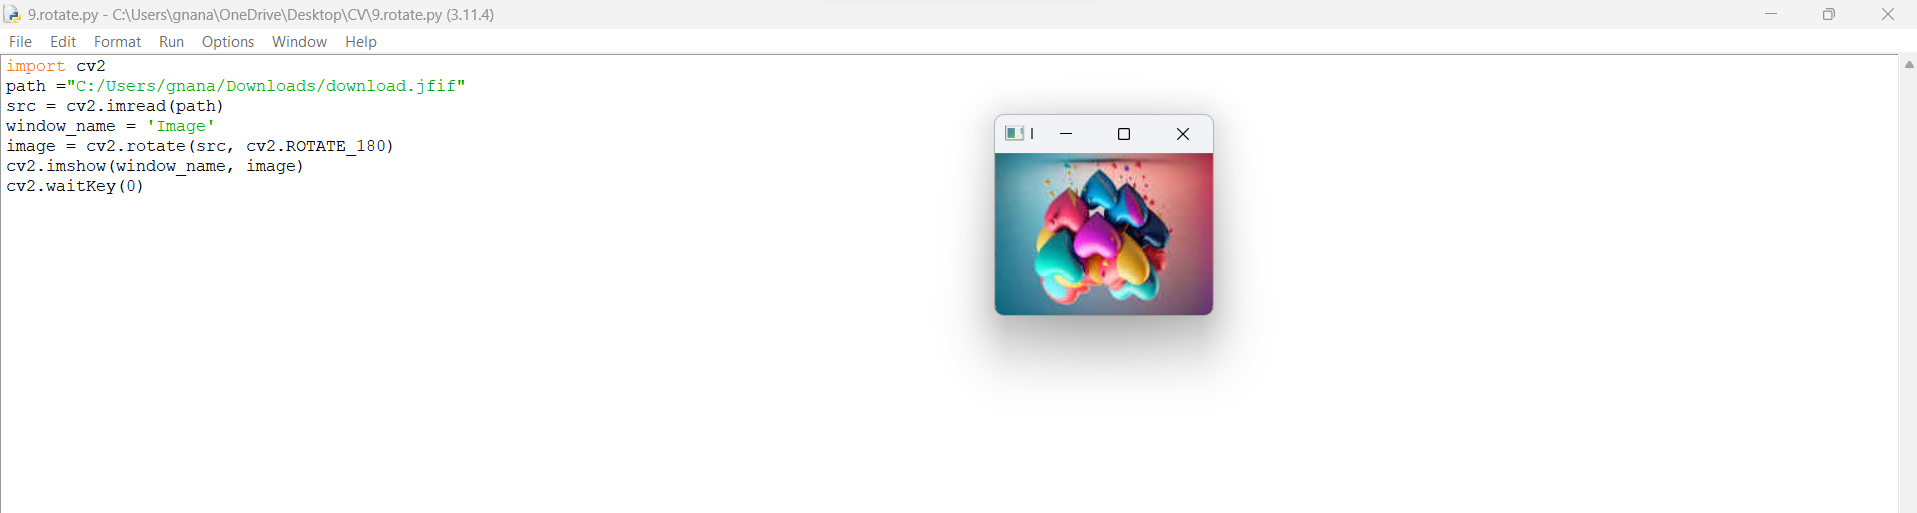 9.rotate.py - C:\Users\gnana\OneDrive\Desktop\CV\9.rotate.py (3.11.4)
File Edit Format Run Options Window Help
import cv2
path ="C:/Users/gnana/Downloads/download.jfif"
src = cv2.imread(path)
window_name = 'Image'
image = cv2.rotate(src, cv2.ROTATE_180)
cv2.imshow(window_name, image)
cv2.waitKey(0)
I